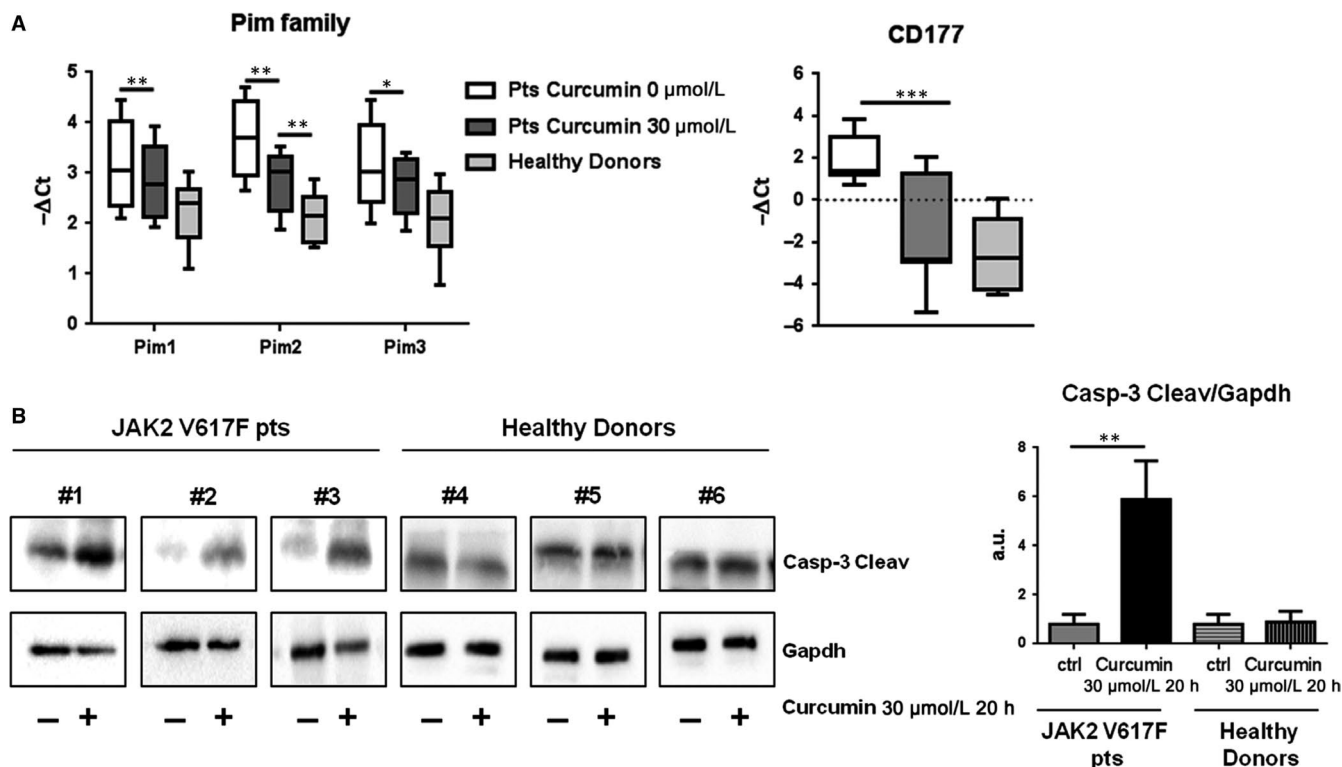 A
Pim family
5
4
3
2
1
0
–ΔCt
**
**
**
*
Pim1
Pim2
Pim3
Pts Curcumin 0 µmol/L
Pts Curcumin 30 µmol/L
Healthy Donors
CD177
6
4
2
0
–2
–4
–6
–ΔCt
***
B
JAK2 V617F pts
Healthy Donors
#1
#2
#3
#4
#5
#6
Casp-3 Cleav
Gapdh
– + – + – + – + – + – +
Curcumin 30 µmol/L 20 h
Casp-3 Cleav/Gapdh
8
6
4
2
0
a.u.
**
ctrl
Curcumin
30 µmol/L 20 h
ctrl
Curcumin
30 µmol/L 20 h
JAK2 V617F
pts
Healthy
Donors